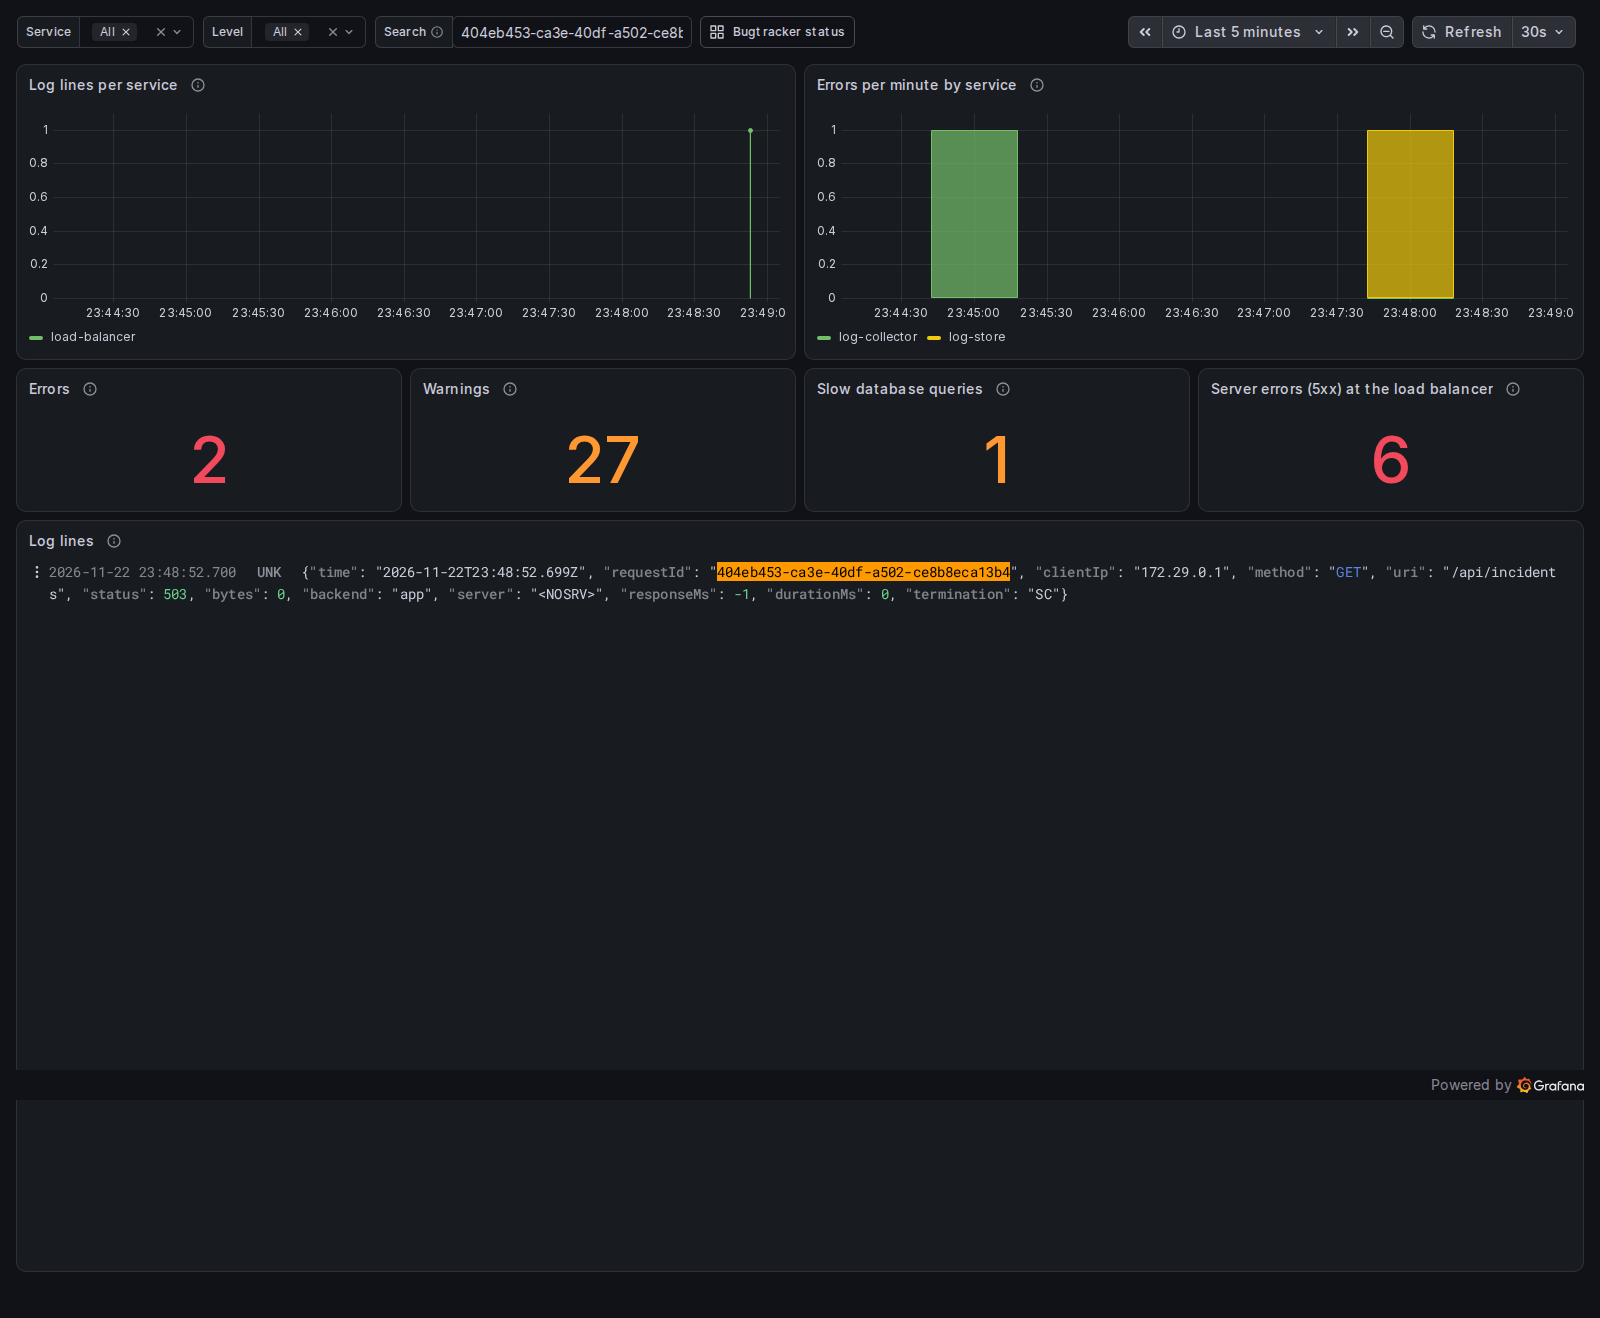 Service All Level All Search 404eb453-ca3e-40df-a502-ce8b Bugtracker status Last 5 minutes Refresh 30s
Log lines per service
1
0.8
0.6
0.4
0.2
0
23:44:30 23:45:00 23:45:30 23:46:00 23:46:30 23:47:00 23:47:30 23:48:00 23:48:30 23:49:0
load-balancer
Errors per minute by service
1
0.8
0.6
0.4
0.2
0
23:44:30 23:45:00 23:45:30 23:46:00 23:46:30 23:47:00 23:47:30 23:48:00 23:48:30 23:49:0
log-collector log-store
Errors
2
Warnings
27
Slow database queries
1
Server errors (5xx) at the load balancer
6
Log lines
2026-11-22 23:48:52.700 UNK {"time": "2026-11-22T23:48:52.699Z", "requestId": "404eb453-ca3e-40df-a502-ce8b8eca13b4", "clientIp": "172.29.0.1", "method": "GET", "uri": "/api/incident
s", "status": 503, "bytes": 0, "backend": "app", "server": "<NOSRV>", "responseMs": -1, "durationMs": 0, "termination": "SC"}
Powered by Grafana